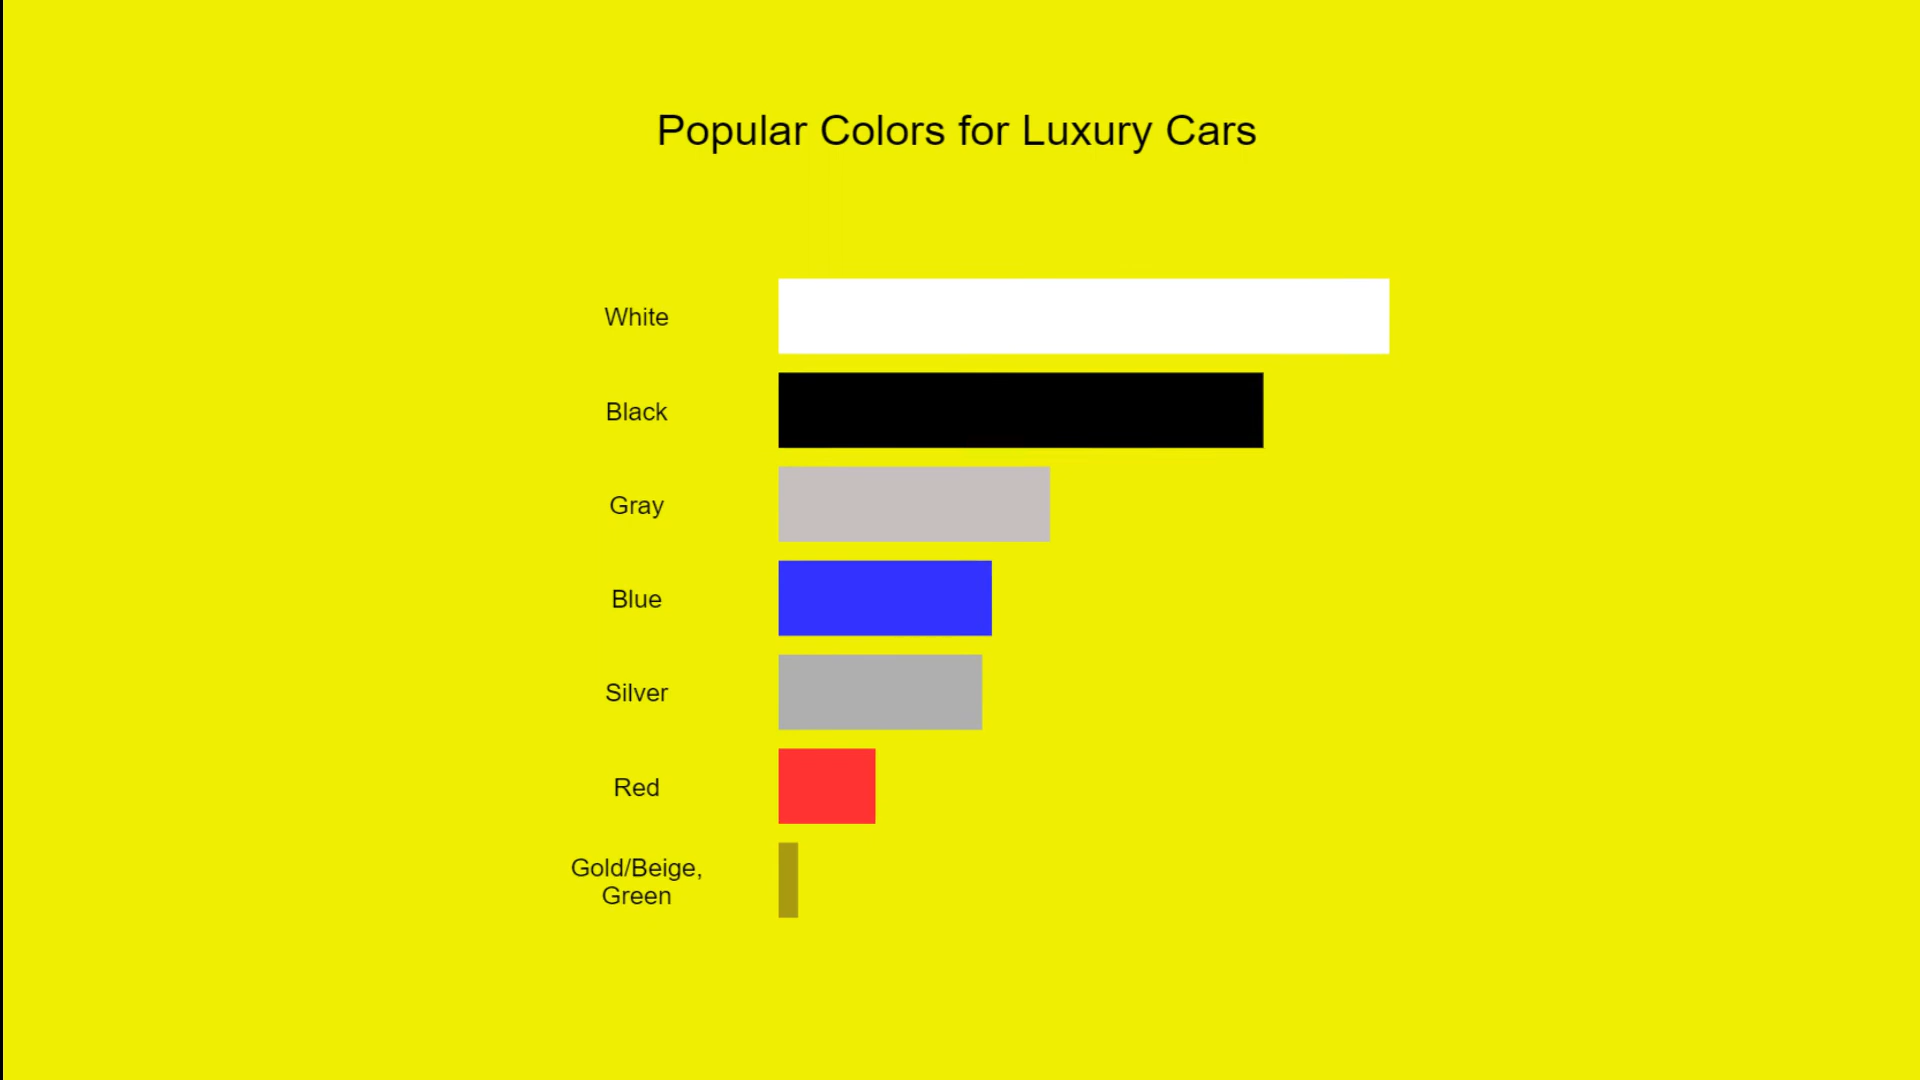 Popular Colors for Luxury Cars
White
Black
Gray
Blue
Silver
Red
Gold/Beige,
Green